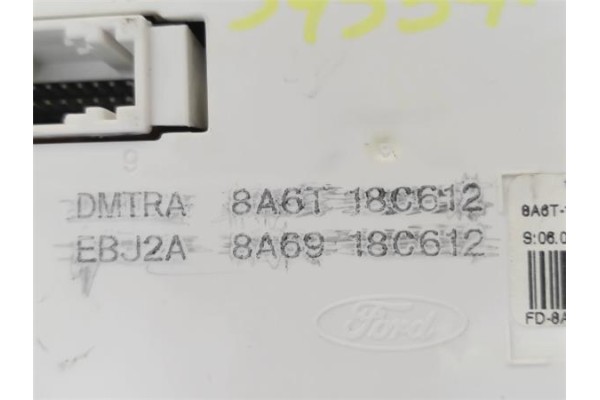 9
DMTRA 8A6T 18C612
EBJ2A 8A69 18C612
Ford
8A6T-
S:06.0
FD-8A